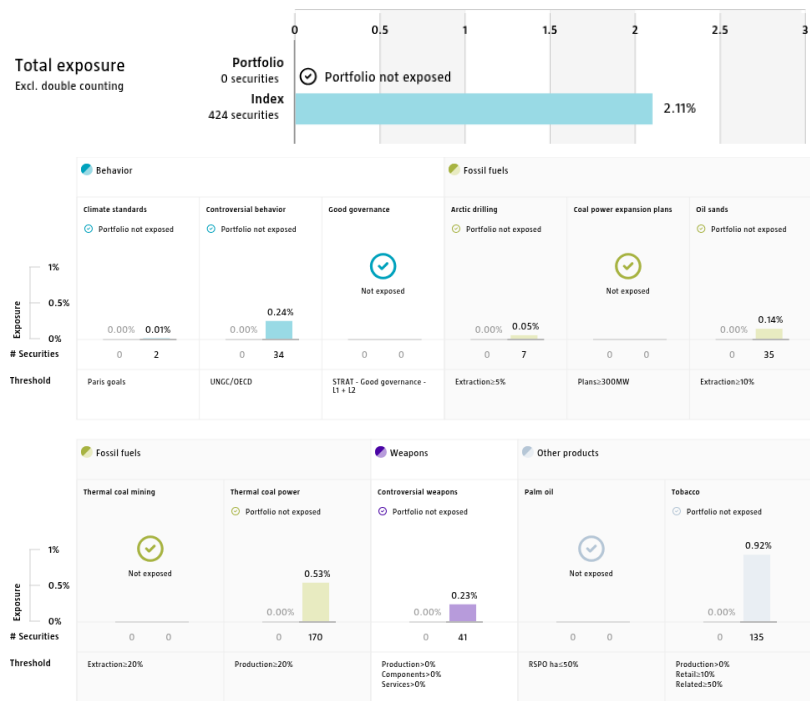 0 0.5 1 1.5 2 2.5 3
Total exposure
Excl. double counting
Portfolio
0 securities
Portfolio not exposed
Index
424 securities
2.11%
Behavior
Fossil fuels
Climate standards
Controversial behavior
Good governance
Arctic drilling
Coal power expansion plans
Oil sands
Portfolio not exposed
Portfolio not exposed
Portfolio not exposed
Portfolio not exposed
Not exposed
Not exposed
Exposure
1%
0.5%
0%
0.00% 0.01%
0.00% 0.24%
0.00% 0.05%
0.00% 0.14%
# Securities
0 2
0 34
0 0
0 7
0 0
0 35
Threshold
Paris goals
UNGC/OECD
STRAT - Good governance -
L1 + L2
Extraction≥5%
Plans≥300MW
Extraction≥10%
Fossil fuels
Weapons
Other products
Thermal coal mining
Thermal coal power
Controversial weapons
Palm oil
Tobacco
Portfolio not exposed
Portfolio not exposed
Portfolio not exposed
Not exposed
Not exposed
Exposure
1%
0.5%
0%
0.00% 0.53%
0.00% 0.23%
0.00% 0.92%
# Securities
0 0
0 170
0 41
0 0
0 135
Threshold
Extraction≥20%
Production≥20%
Production>0%
Components>0%
Services>0%
RSPO ha≤50%
Production>0%
Retail≥10%
Related≥50%